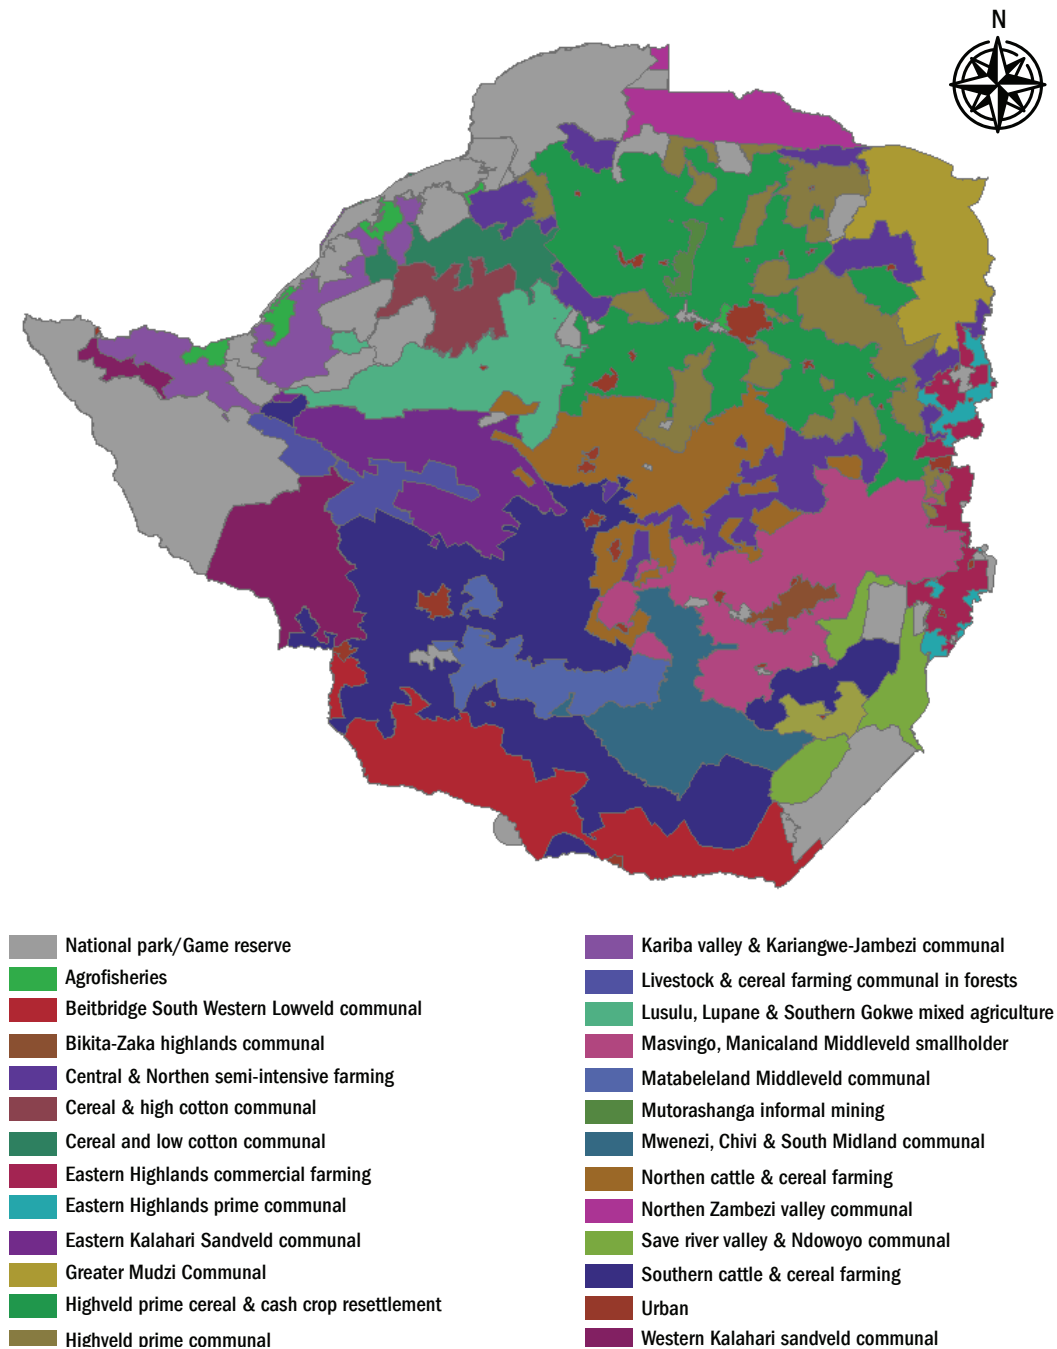 N
National park/Game reserve
Agrofisheries
Beitbridge South Western Lowveld communal
Bikita-Zaka highlands communal
Central & Northen semi-intensive farming
Cereal & high cotton communal
Cereal and low cotton communal
Eastern Highlands commercial farming
Eastern Highlands prime communal
Eastern Kalahari Sandveld communal
Greater Mudzi Communal
Highveld prime cereal & cash crop resettlement
Highveld prime communal
Kariba valley & Kariangwe-Jambezi communal
Livestock & cereal farming communal in forests
Lusulu, Lupane & Southern Gokwe mixed agriculture
Masvingo, Manicaland Middleveld smallholder
Matabeleland Middleveld communal
Mutorashanga informal mining
Mwenezi, Chivi & South Midland communal
Northen cattle & cereal farming
Northen Zambezi valley communal
Save river valley & Ndowoyo communal
Southern cattle & cereal farming
Urban
Western Kalahari sandveld communal